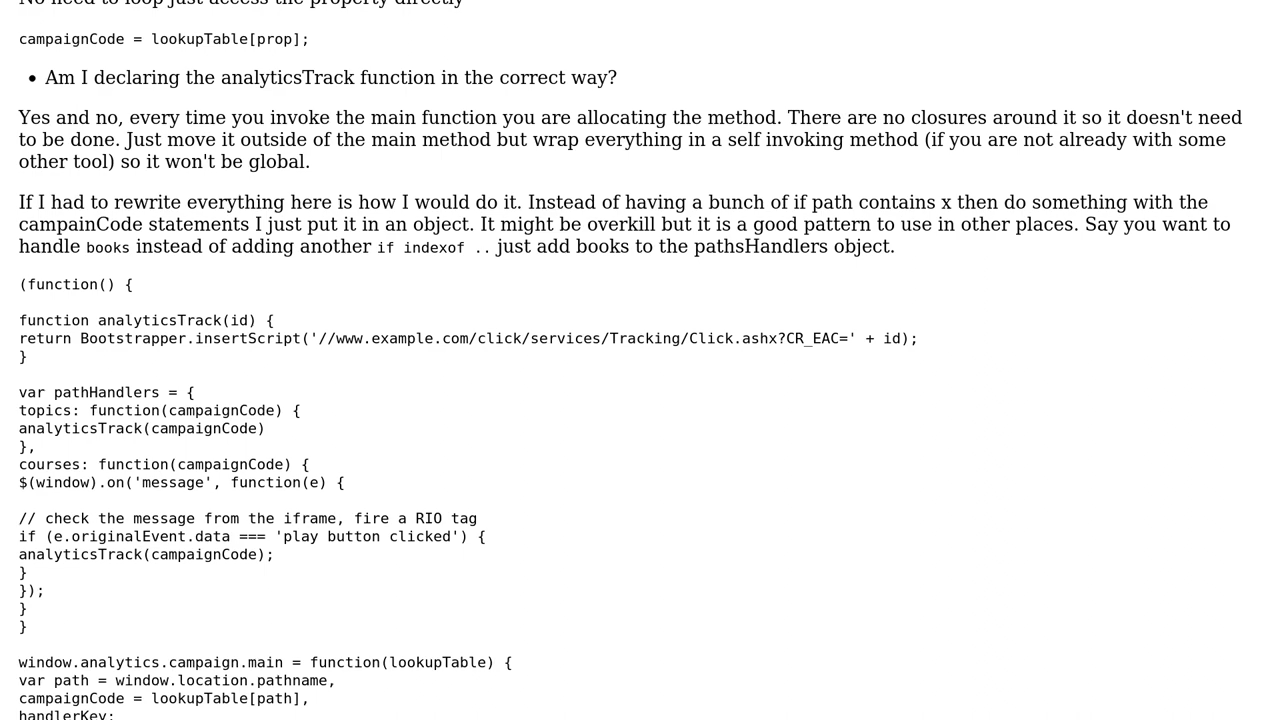 No need to loop just access the property directly
campaignCode = lookupTable[prop];
• Am I declaring the analyticsTrack function in the correct way?
Yes and no, every time you invoke the main function you are allocating the method. There are no closures around it so it doesn't need
to be done. Just move it outside of the main method but wrap everything in a self invoking method (if you are not already with some
other tool) so it won't be global.
If I had to rewrite everything here is how I would do it. Instead of having a bunch of if path contains x then do something with the
campainCode statements I just put it in an object. It might be overkill but it is a good pattern to use in other places. Say you want to
handle books instead of adding another if indexof .. just add books to the pathsHandlers object.
(function() {
function analyticsTrack(id) {
return Bootstrapper.insertScript('//www.example.com/click/services/Tracking/Click.ashx?CR_EAC=' + id);
}
var pathHandlers = {
topics: function(campaignCode) {
analyticsTrack(campaignCode)
},
courses: function(campaignCode) {
$(window).on('message', function(e) {
// check the message from the iframe, fire a RIO tag
if (e.originalEvent.data === 'play button clicked') {
analyticsTrack(campaignCode);
}
});
}
}
window.analytics.campaign.main = function(lookupTable) {
var path = window.location.pathname,
campaignCode = lookupTable[path],
handlerKey;